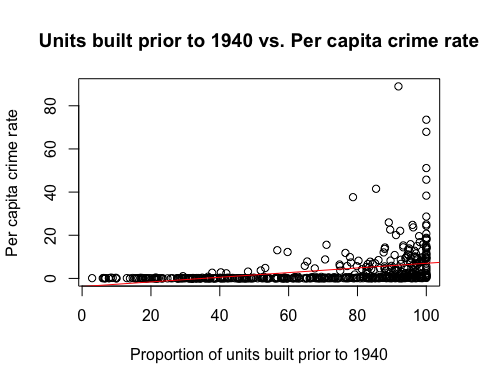 Units built prior to 1940 vs. Per capita crime rate
Per capita crime rate
80
60
40
20
0
0 20 40 60 80 100
Proportion of units built prior to 1940